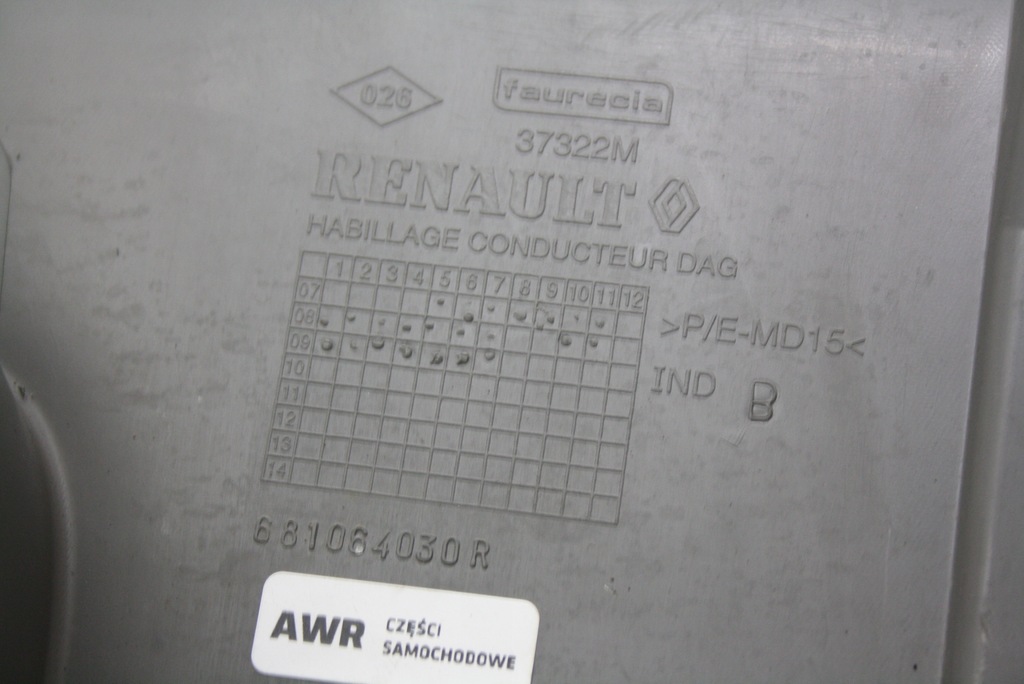 026
faurecia
37322M
RENAULT
HABILLAGE CONDUCTEUR DAG
1 2 3 4 5 6 7 8 9 10 11 12
07
08
09
10
11
12
13
14
>P/E-MD15<
IND B
681064030R
AWR CZĘŚCI
SAMOCHODOWE